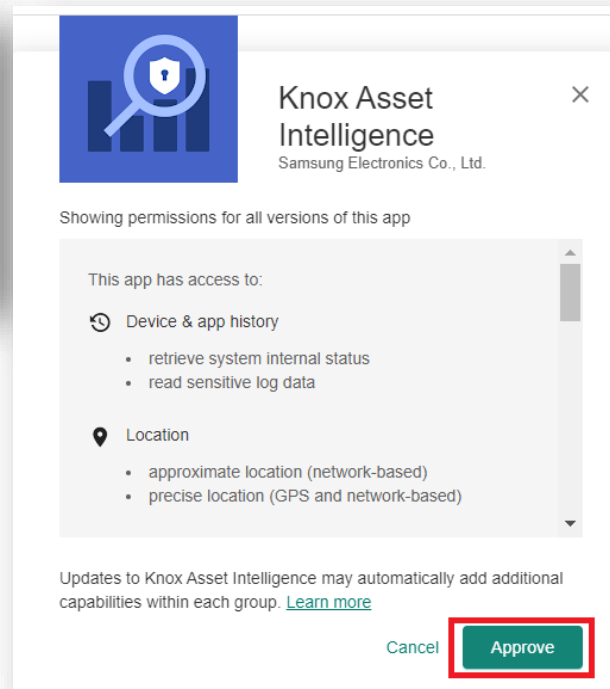 Knox Asset
Intelligence
Samsung Electronics Co., Ltd.
Showing permissions for all versions of this app
This app has access to:
Device & app history
• retrieve system internal status
• read sensitive log data
Location
• approximate location (network-based)
• precise location (GPS and network-based)
Updates to Knox Asset Intelligence may automatically add additional
capabilities within each group. Learn more
Cancel
Approve